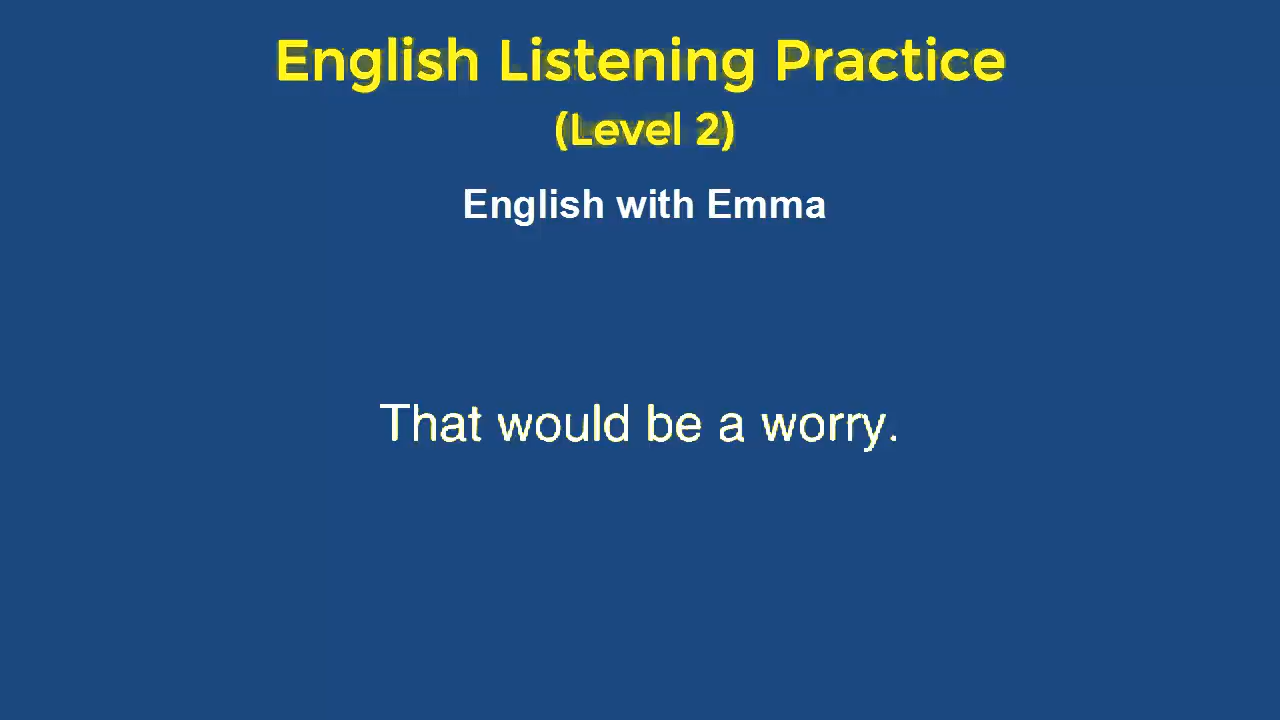 English Listening Practice
(Level 2)
English with Emma
That would be a worry.